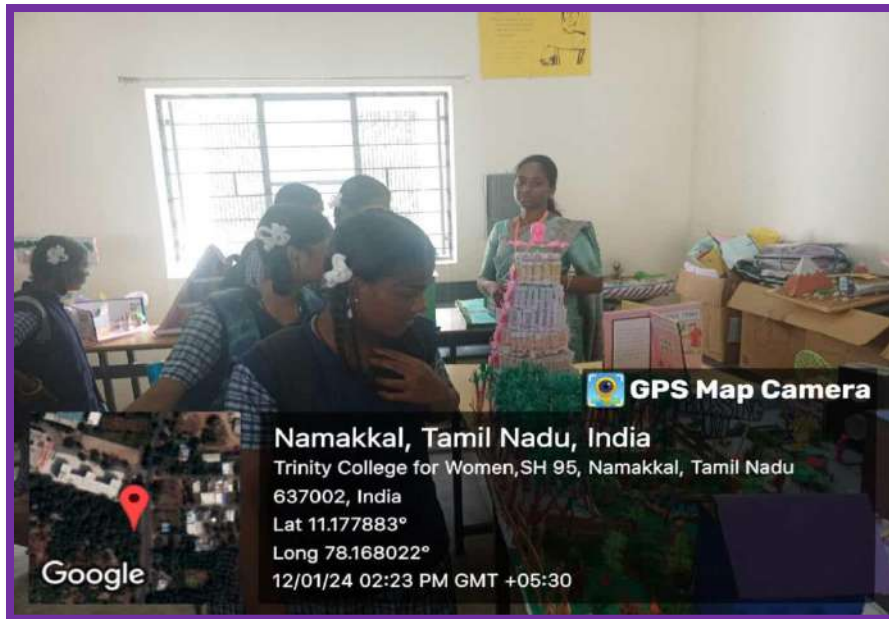 GPS Map Camera
Namakkal, Tamil Nadu, India
Trinity College for Women,SH 95, Namakkal, Tamil Nadu
637002, India
Lat 11.177883°
Long 78.168022°
12/01/24 02:23 PM GMT +05:30
Google